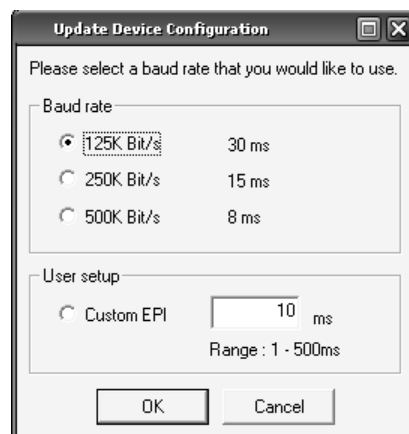 Update Device Configuration
Please select a baud rate that you would like to use.
Baud rate
125K Bit/s 30 ms
250K Bit/s 15 ms
500K Bit/s 8 ms
User setup
Custom EPI 10 ms
Range : 1 - 500ms
OK Cancel